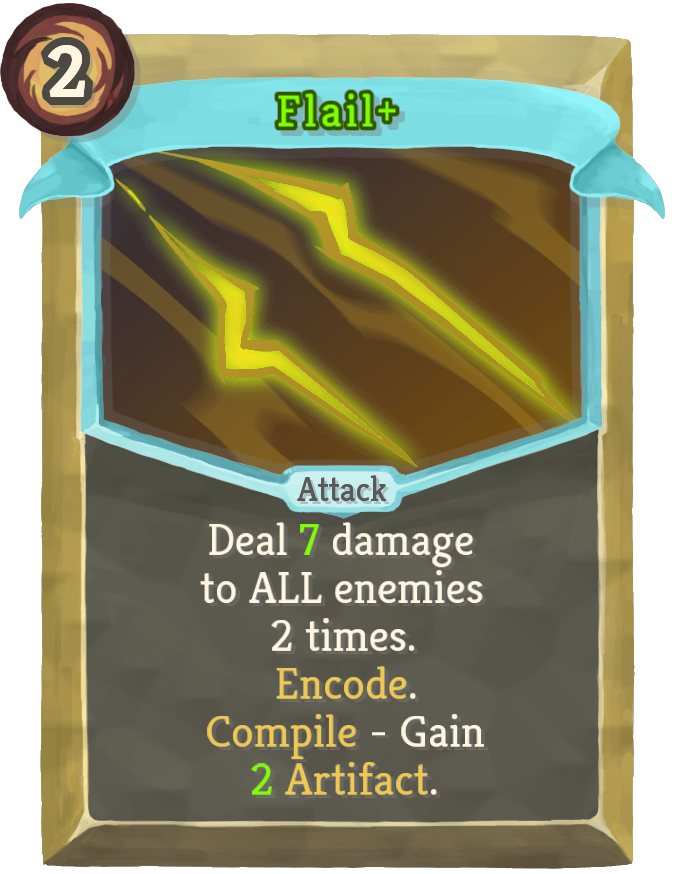 2
Flail+
Attack
Deal 7 damage
to ALL enemies
2 times.
Encode.
Compile - Gain
2 Artifact.